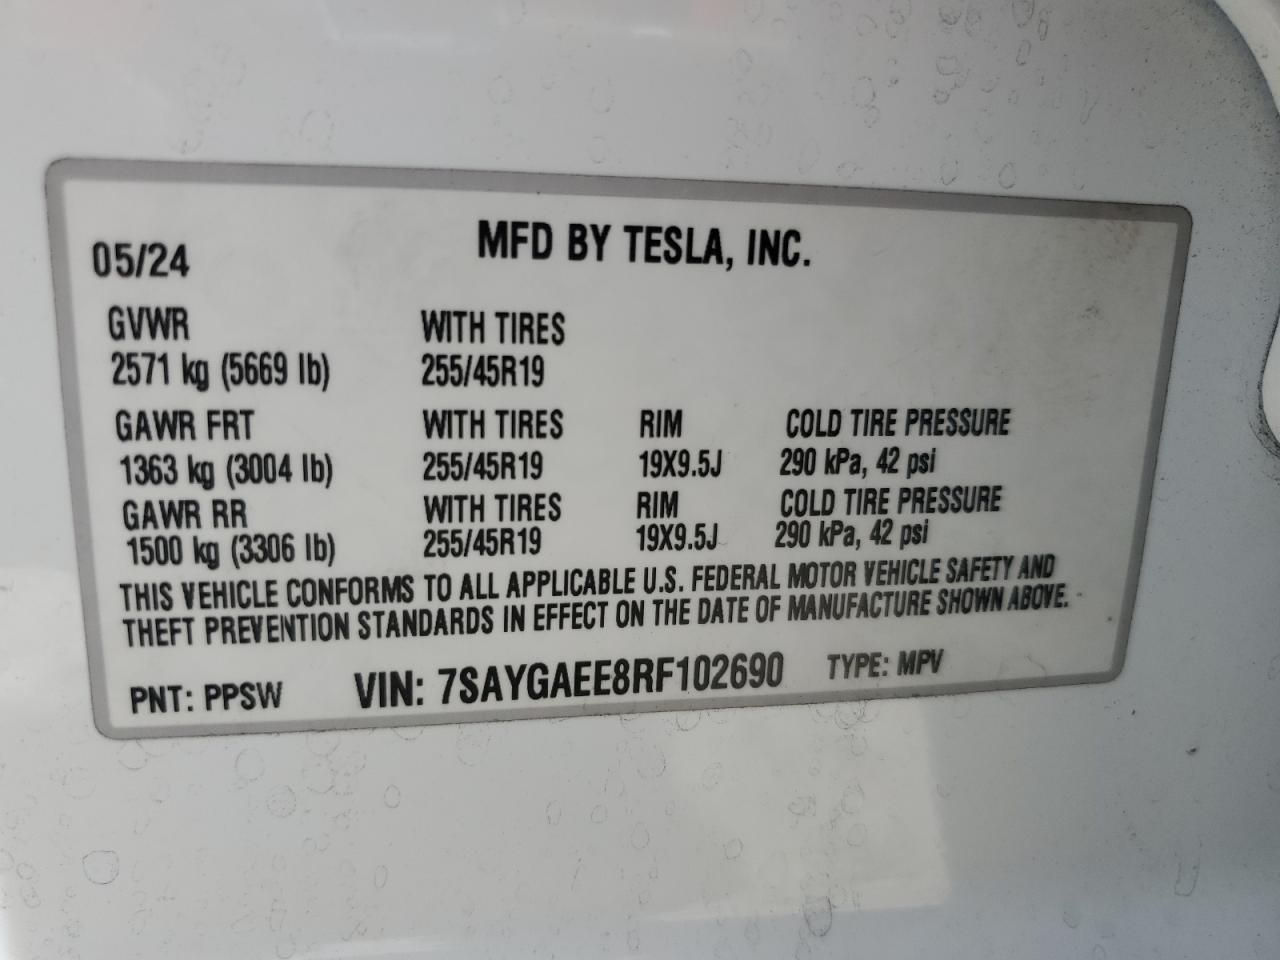 MFD BY TESLA, INC.
05/24
GVWR WITH TIRES
2571 kg (5669 lb) 255/45R19
GAWR FRT WITH TIRES RIM COLD TIRE PRESSURE
1363 kg (3004 lb) 255/45R19 19X9.5J 290 kPa, 42 psi
GAWR RR WITH TIRES RIM COLD TIRE PRESSURE
1500 kg (3306 lb) 255/45R19 19X9.5J 290 kPa, 42 psi
THIS VEHICLE CONFORMS TO ALL APPLICABLE U.S. FEDERAL MOTOR VEHICLE SAFETY AND
THEFT PREVENTION STANDARDS IN EFFECT ON THE DATE OF MANUFACTURE SHOWN ABOVE.
PNT: PPSW VIN: 7SAYGAEE8RF102690 TYPE: MPV